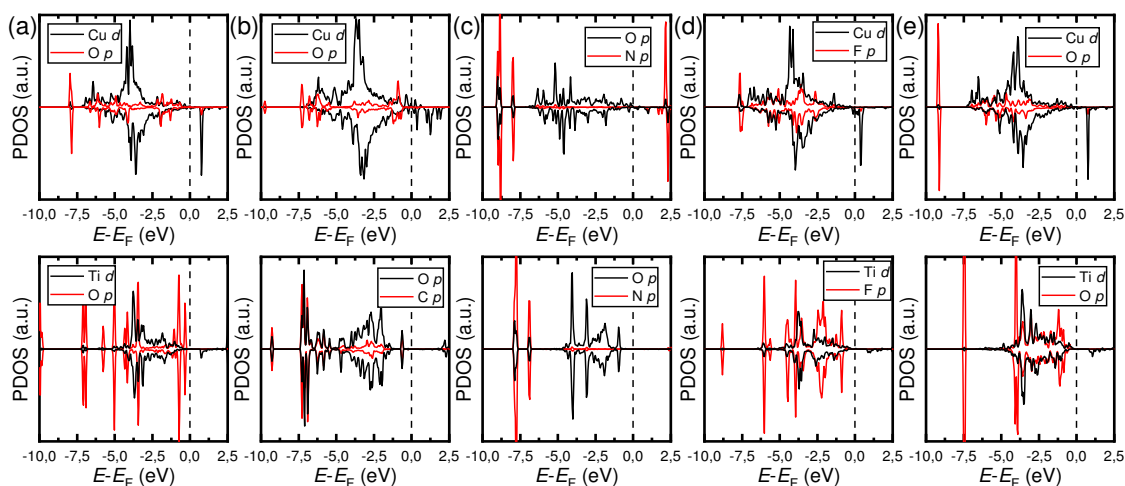 (a) (b) (c) (d) (e)
Cu d
O p
Cu d
O p
O p
N p
Cu d
F p
Cu d
O p
PDOS (a.u.) PDOS (a.u.) PDOS (a.u.) PDOS (a.u.) PDOS (a.u.)
-10,0 -7,5 -5,0 -2,5 0,0 2,5 -10,0 -7,5 -5,0 -2,5 0,0 2,5 -10,0 -7,5 -5,0 -2,5 0,0 2,5 -10,0 -7,5 -5,0 -2,5 0,0 2,5 -10,0 -7,5 -5,0 -2,5 0,0 2,5
E-EF (eV) E-EF (eV) E-EF (eV) E-EF (eV) E-EF (eV)
Ti d
O p
O p
C p
O p
N p
Ti d
F p
Ti d
O p
PDOS (a.u.) PDOS (a.u.) PDOS (a.u.) PDOS (a.u.) PDOS (a.u.)
-10,0 -7,5 -5,0 -2,5 0,0 2,5 -10,0 -7,5 -5,0 -2,5 0,0 2,5 -10,0 -7,5 -5,0 -2,5 0,0 2,5 -10,0 -7,5 -5,0 -2,5 0,0 2,5 -10,0 -7,5 -5,0 -2,5 0,0 2,5
E-EF (eV) E-EF (eV) E-EF (eV) E-EF (eV) E-EF (eV)